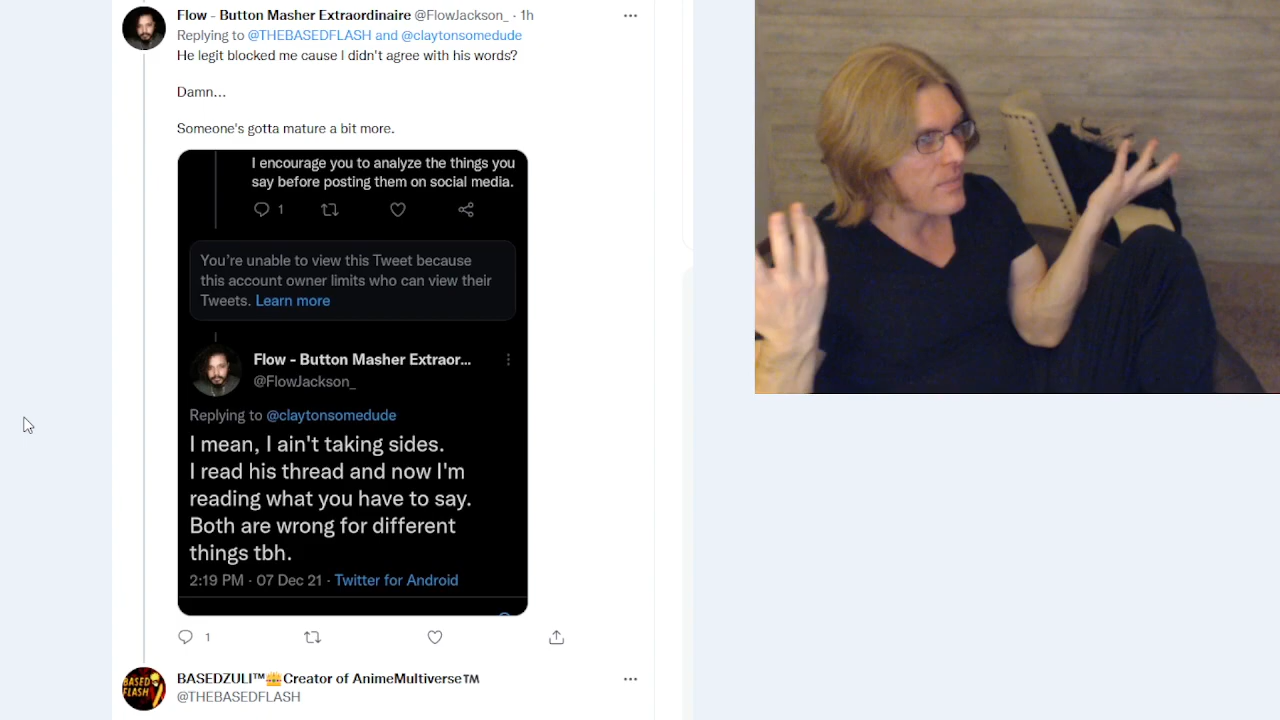 Flow - Button Masher Extraordinaire @FlowJackson_ · 1h
Replying to @THEBASEDFLASH and @claytonsomedude
He legit blocked me cause I didn't agree with his words?
Damn...
Someone's gotta mature a bit more.
I encourage you to analyze the things you
say before posting them on social media.
1
You're unable to view this Tweet because
this account owner limits who can view their
Tweets. Learn more
Flow - Button Masher Extraor...
@FlowJackson_
Replying to @claytonsomedude
I mean, I ain't taking sides.
I read his thread and now I'm
reading what you have to say.
Both are wrong for different
things tbh.
2:19 PM · 07 Dec 21 · Twitter for Android
1
BASED
FLASH
BASEDZULI™👑Creator of AnimeMultiverse™
@THEBASEDFLASH